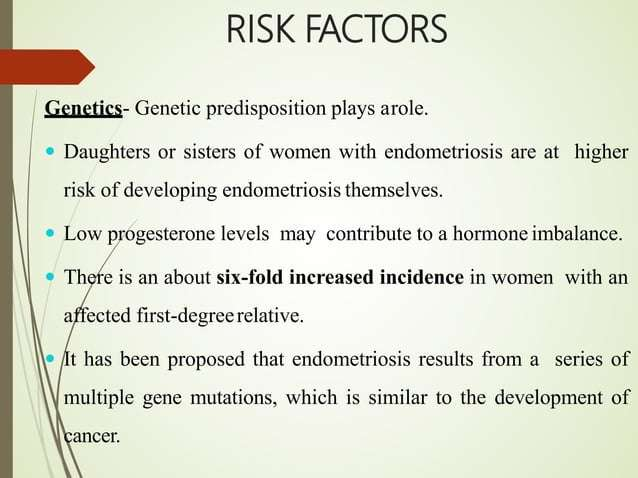 RISK FACTORS
Genetics- Genetic predisposition plays arole.
• Daughters or sisters of women with endometriosis are at higher
risk of developing endometriosis themselves.
• Low progesterone levels may contribute to a hormone imbalance.
• There is an about six-fold increased incidence in women with an
affected first-degreerelative.
• It has been proposed that endometriosis results from a series of
multiple gene mutations, which is similar to the development of
cancer.